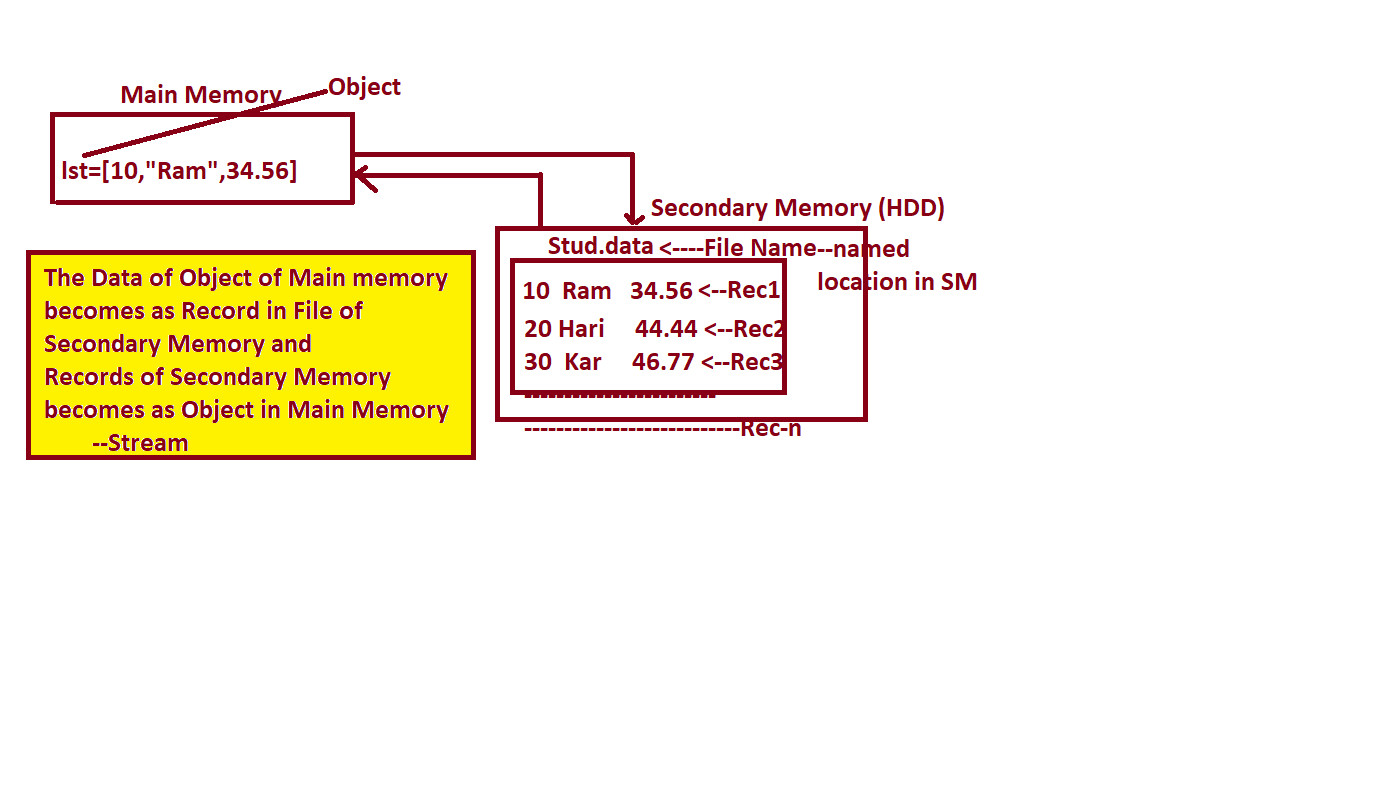 Main Memory
Object
lst=[10,"Ram",34.56]
Secondary Memory (HDD)
Stud.data <----File Name--named
location in SM
10 Ram 34.56 <--Rec1
20 Hari 44.44 <--Rec2
30 Kar 46.77 <--Rec3
------------------------
---------------------------Rec-n
The Data of Object of Main memory
becomes as Record in File of
Secondary Memory and
Records of Secondary Memory
becomes as Object in Main Memory
--Stream